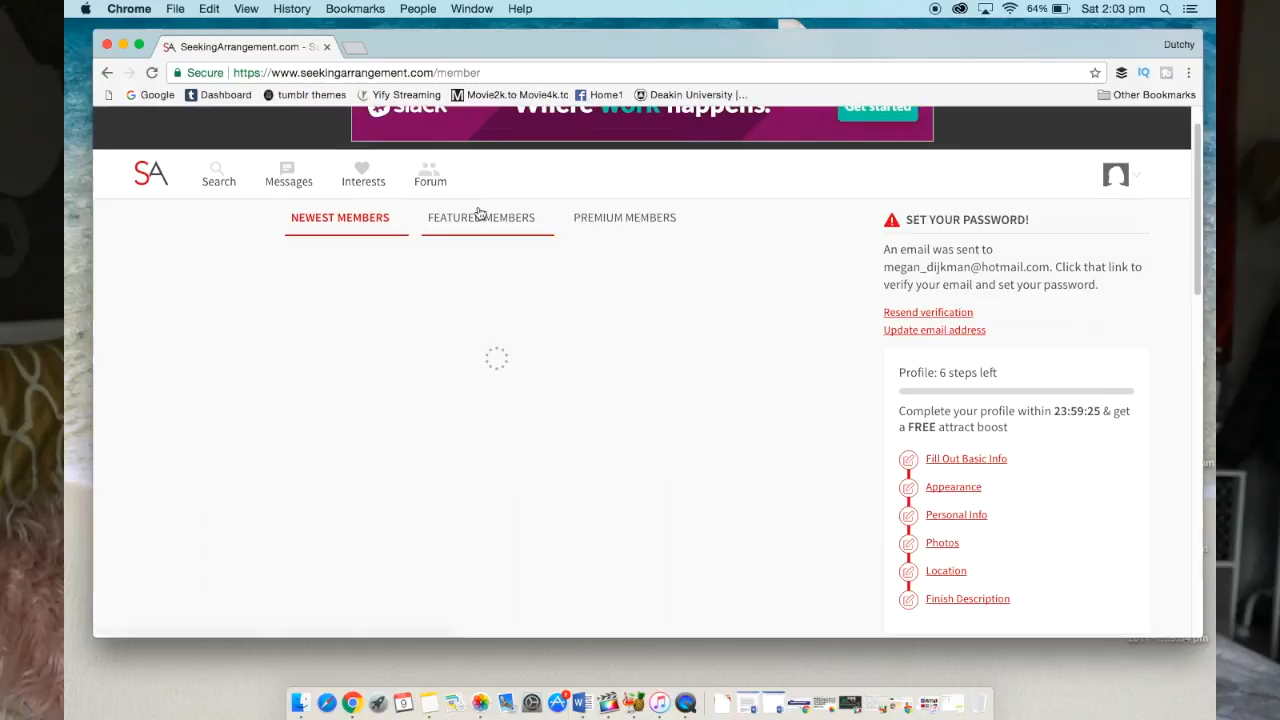 Chrome File Edit View History Bookmarks People Window Help 64% Sat 2:03 pm
SA SeekingArrangement.com - S Dutchy
Secure https://www.seekingarrangement.com/member IQ
Google Dashboard tumblr themes Yify Streaming Movie2k.to Movie4k.to Home1 Deakin University |... Other Bookmarks
slack Where work happens. Get started
SA Search Messages Interests Forum
NEWEST MEMBERS FEATURED MEMBERS PREMIUM MEMBERS
SET YOUR PASSWORD!
An email was sent to
megan_dijkman@hotmail.com. Click that link to
verify your email and set your password.
Resend verification
Update email address
Profile: 6 steps left
Complete your profile within 23:59:25 & get
a FREE attract boost
Fill Out Basic Info
Appearance
Personal Info
Photos
Location
Finish Description